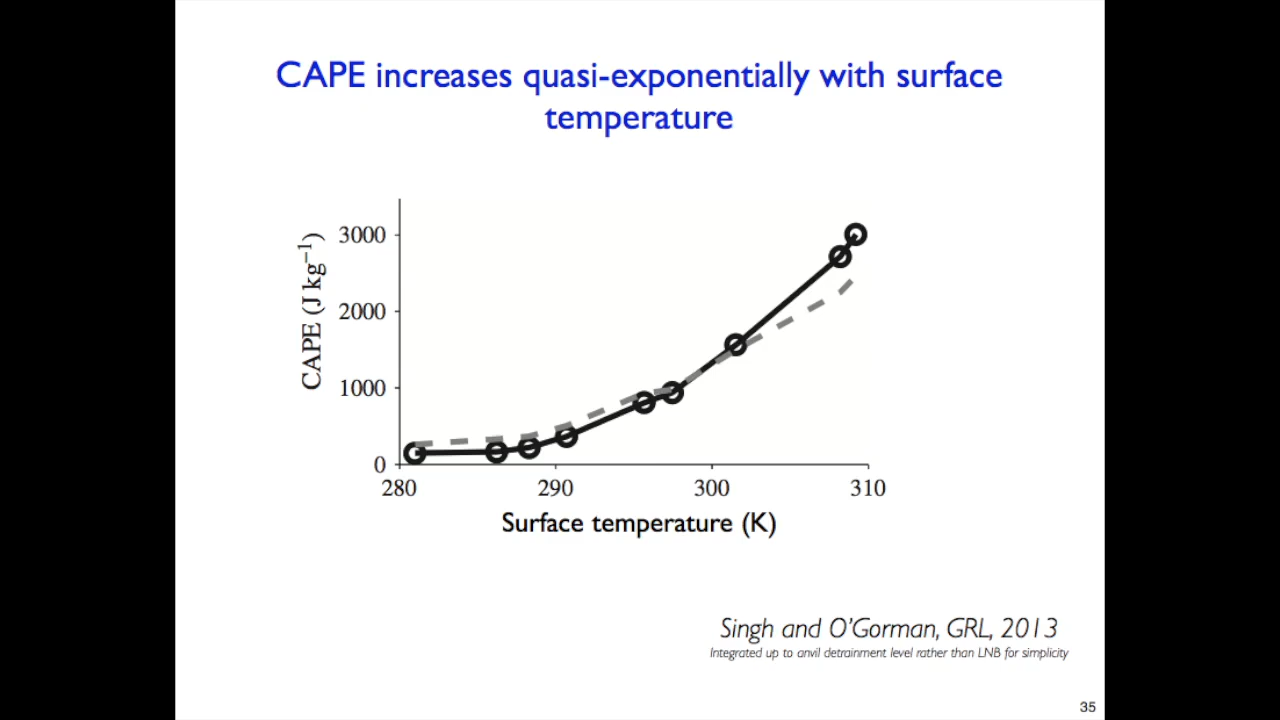 CAPE increases quasi-exponentially with surface
temperature
CAPE (J kg⁻¹)
3000
2000
1000
0
280
290
300
310
Surface temperature (K)
Singh and O'Gorman, GRL, 2013
Integrated up to anvil detrainment level rather than LNB for simplicity
35